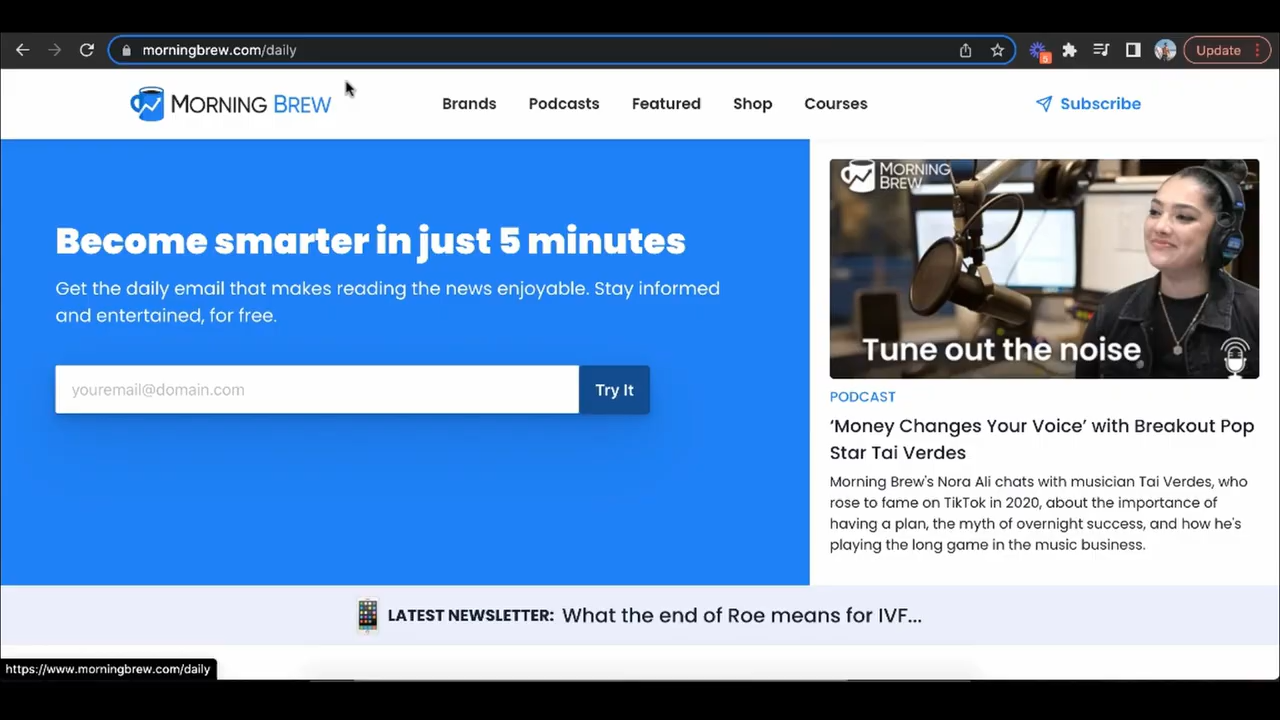 morningbrew.com/daily
5
Update
MORNING BREW
Brands
Podcasts
Featured
Shop
Courses
Subscribe
Become smarter in just 5 minutes
Get the daily email that makes reading the news enjoyable. Stay informed
and entertained, for free.
youremail@domain.com
Try It
MORNING
BREW
Tune out the noise
PODCAST
‘Money Changes Your Voice’ with Breakout Pop
Star Tai Verdes
Morning Brew's Nora Ali chats with musician Tai Verdes, who
rose to fame on TikTok in 2020, about the importance of
having a plan, the myth of overnight success, and how he's
playing the long game in the music business.
LATEST NEWSLETTER: What the end of Roe means for IVF...
https://www.morningbrew.com/daily